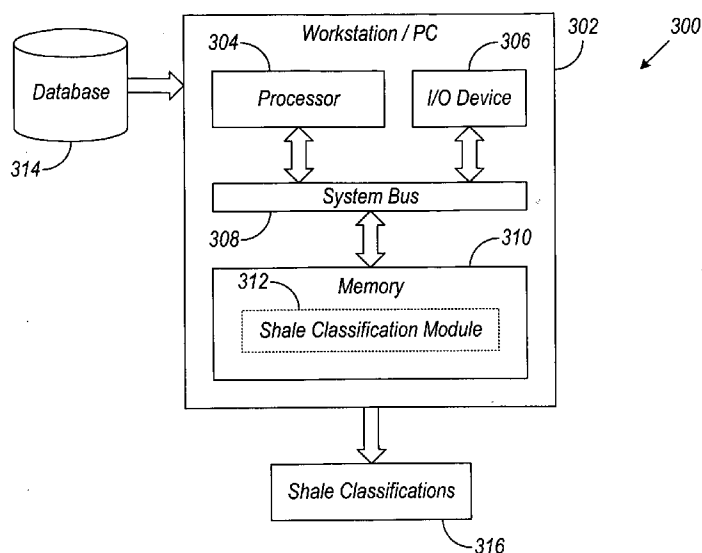 Workstation / PC
302
300
304
306
Database
Processor
I/O Device
314
System Bus
308
310
312
Memory
Shale Classification Module
Shale Classifications
316